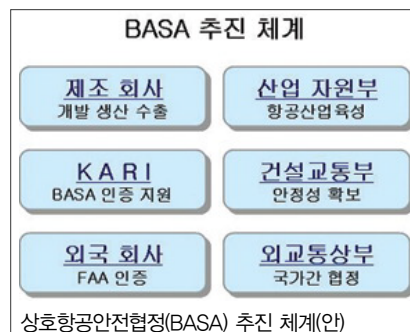 BASA 추진 체계
제조 회사
개발 생산 수출
산업 자원부
항공산업육성
K A R I
BASA 인증 지원
건설교통부
안정성 확보
외국 회사
FAA 인증
외교통상부
국가간 협정
상호항공안전협정(BASA) 추진 체계(안)